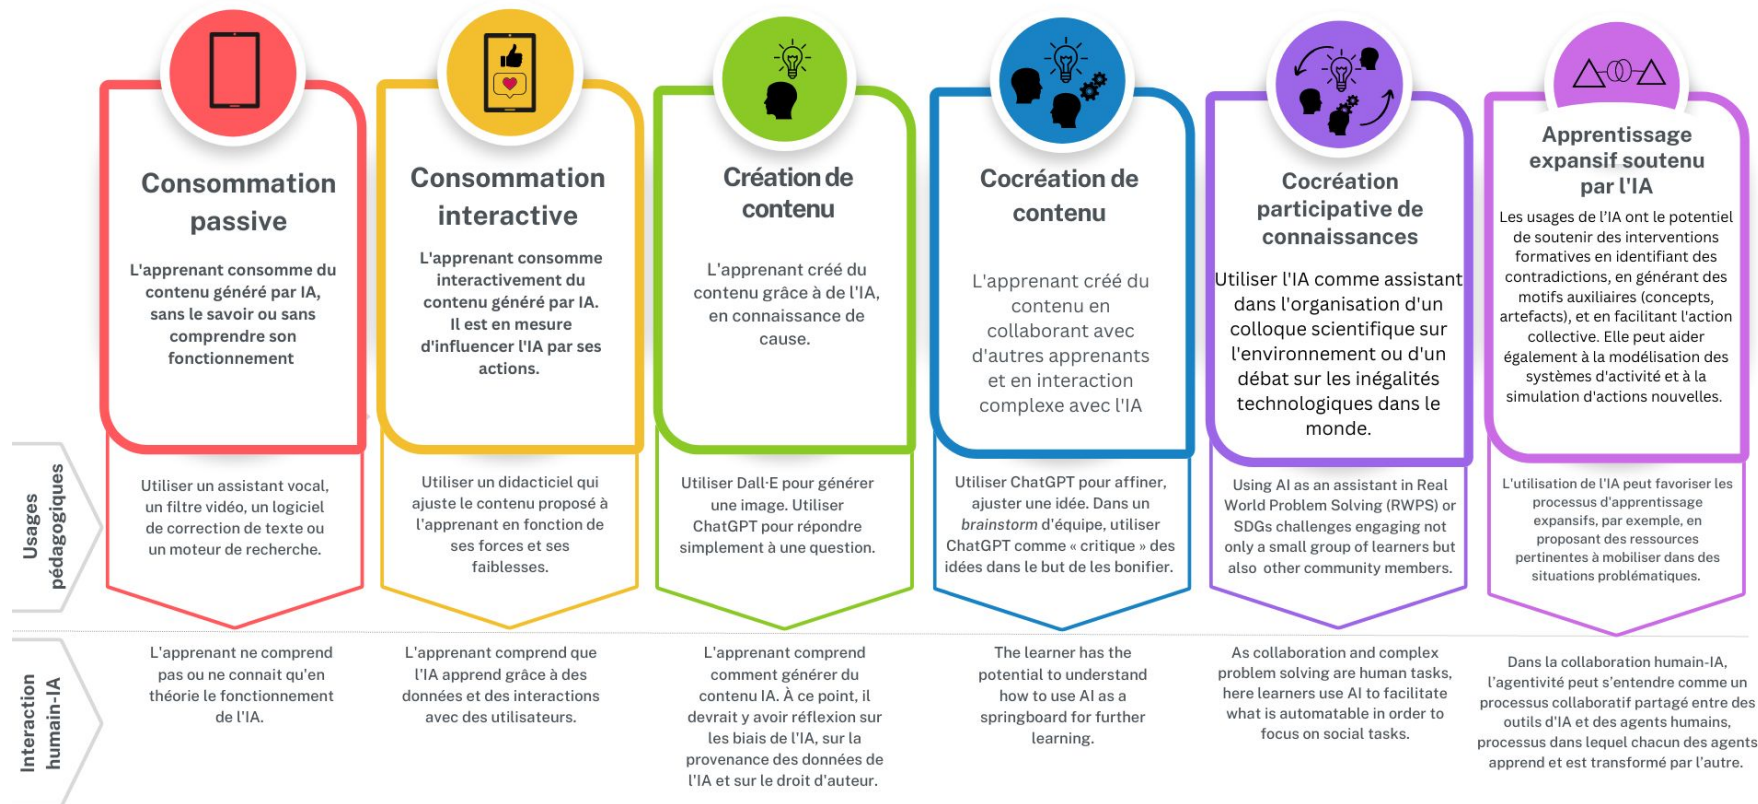 Consommation
passive
L'apprenant consomme du
contenu généré par IA,
sans le savoir ou sans
comprendre son
fonctionnement
Consommation
interactive
L'apprenant consomme
interactivement du
contenu généré par IA.
Il est en mesure
d'influencer l'IA par ses
actions.
Création de
contenu
L'apprenant créé du
contenu grâce à de l'IA,
en connaissance de
cause.
Cocréation de
contenu
L'apprenant créé du
contenu en
collaborant avec
d'autres apprenants
et en interaction
complexe avec l'IA
Cocréation
participative de
connaissances
Utiliser l'IA comme assistant
dans l'organisation d'un
colloque scientifique sur
l'environnement ou d'un
débat sur les inégalités
technologiques dans le
monde.
Apprentissage
expansif soutenu
par l'IA
Les usages de l’IA ont le potentiel
de soutenir des interventions
formatives en identifiant des
contradictions, en générant des
motifs auxiliaires (concepts,
artefacts), et en facilitant l'action
collective. Elle peut aider
également à la modélisation des
systèmes d'activité et à la
simulation d'actions nouvelles.
Usages
pédagogiques
Utiliser un assistant vocal,
un filtre vidéo, un logiciel
de correction de texte ou
un moteur de recherche.
Utiliser un didacticiel qui
ajuste le contenu proposé à
l'apprenant en fonction de
ses forces et ses
faiblesses.
Utiliser Dall·E pour générer
une image. Utiliser
ChatGPT pour répondre
simplement à une question.
Utiliser ChatGPT pour affiner,
ajuster une idée. Dans un
brainstorm d'équipe, utiliser
ChatGPT comme « critique » des
idées dans le but de les bonifier.
Using AI as an assistant in Real
World Problem Solving (RWPS) or
SDGs challenges engaging not
only a small group of learners but
also other community members.
L'utilisation de l'IA peut favoriser les
processus d'apprentissage
expansifs, par exemple, en
proposant des ressources
pertinentes à mobiliser dans des
situations problématiques.
Interaction
humain-IA
L'apprenant ne comprend
pas ou ne connait qu'en
théorie le fonctionnement
de l'IA.
L'apprenant comprend que
l'IA apprend grâce à des
données et des interactions
avec des utilisateurs.
L'apprenant comprend
comment générer du
contenu IA. À ce point, il
devrait y avoir réflexion sur
les biais de l'IA, sur la
provenance des données de
l'IA et sur le droit d'auteur.
The learner has the
potential to understand
how to use AI as a
springboard for further
learning.
As collaboration and complex
problem solving are human tasks,
here learners use AI to facilitate
what is automatable in order to
focus on social tasks.
Dans la collaboration humain-IA,
l’agentivité peut s’entendre comme un
processus collaboratif partagé entre des
outils d’IA et des agents humains,
processus dans lequel chacun des agents
apprend et est transformé par l’autre.